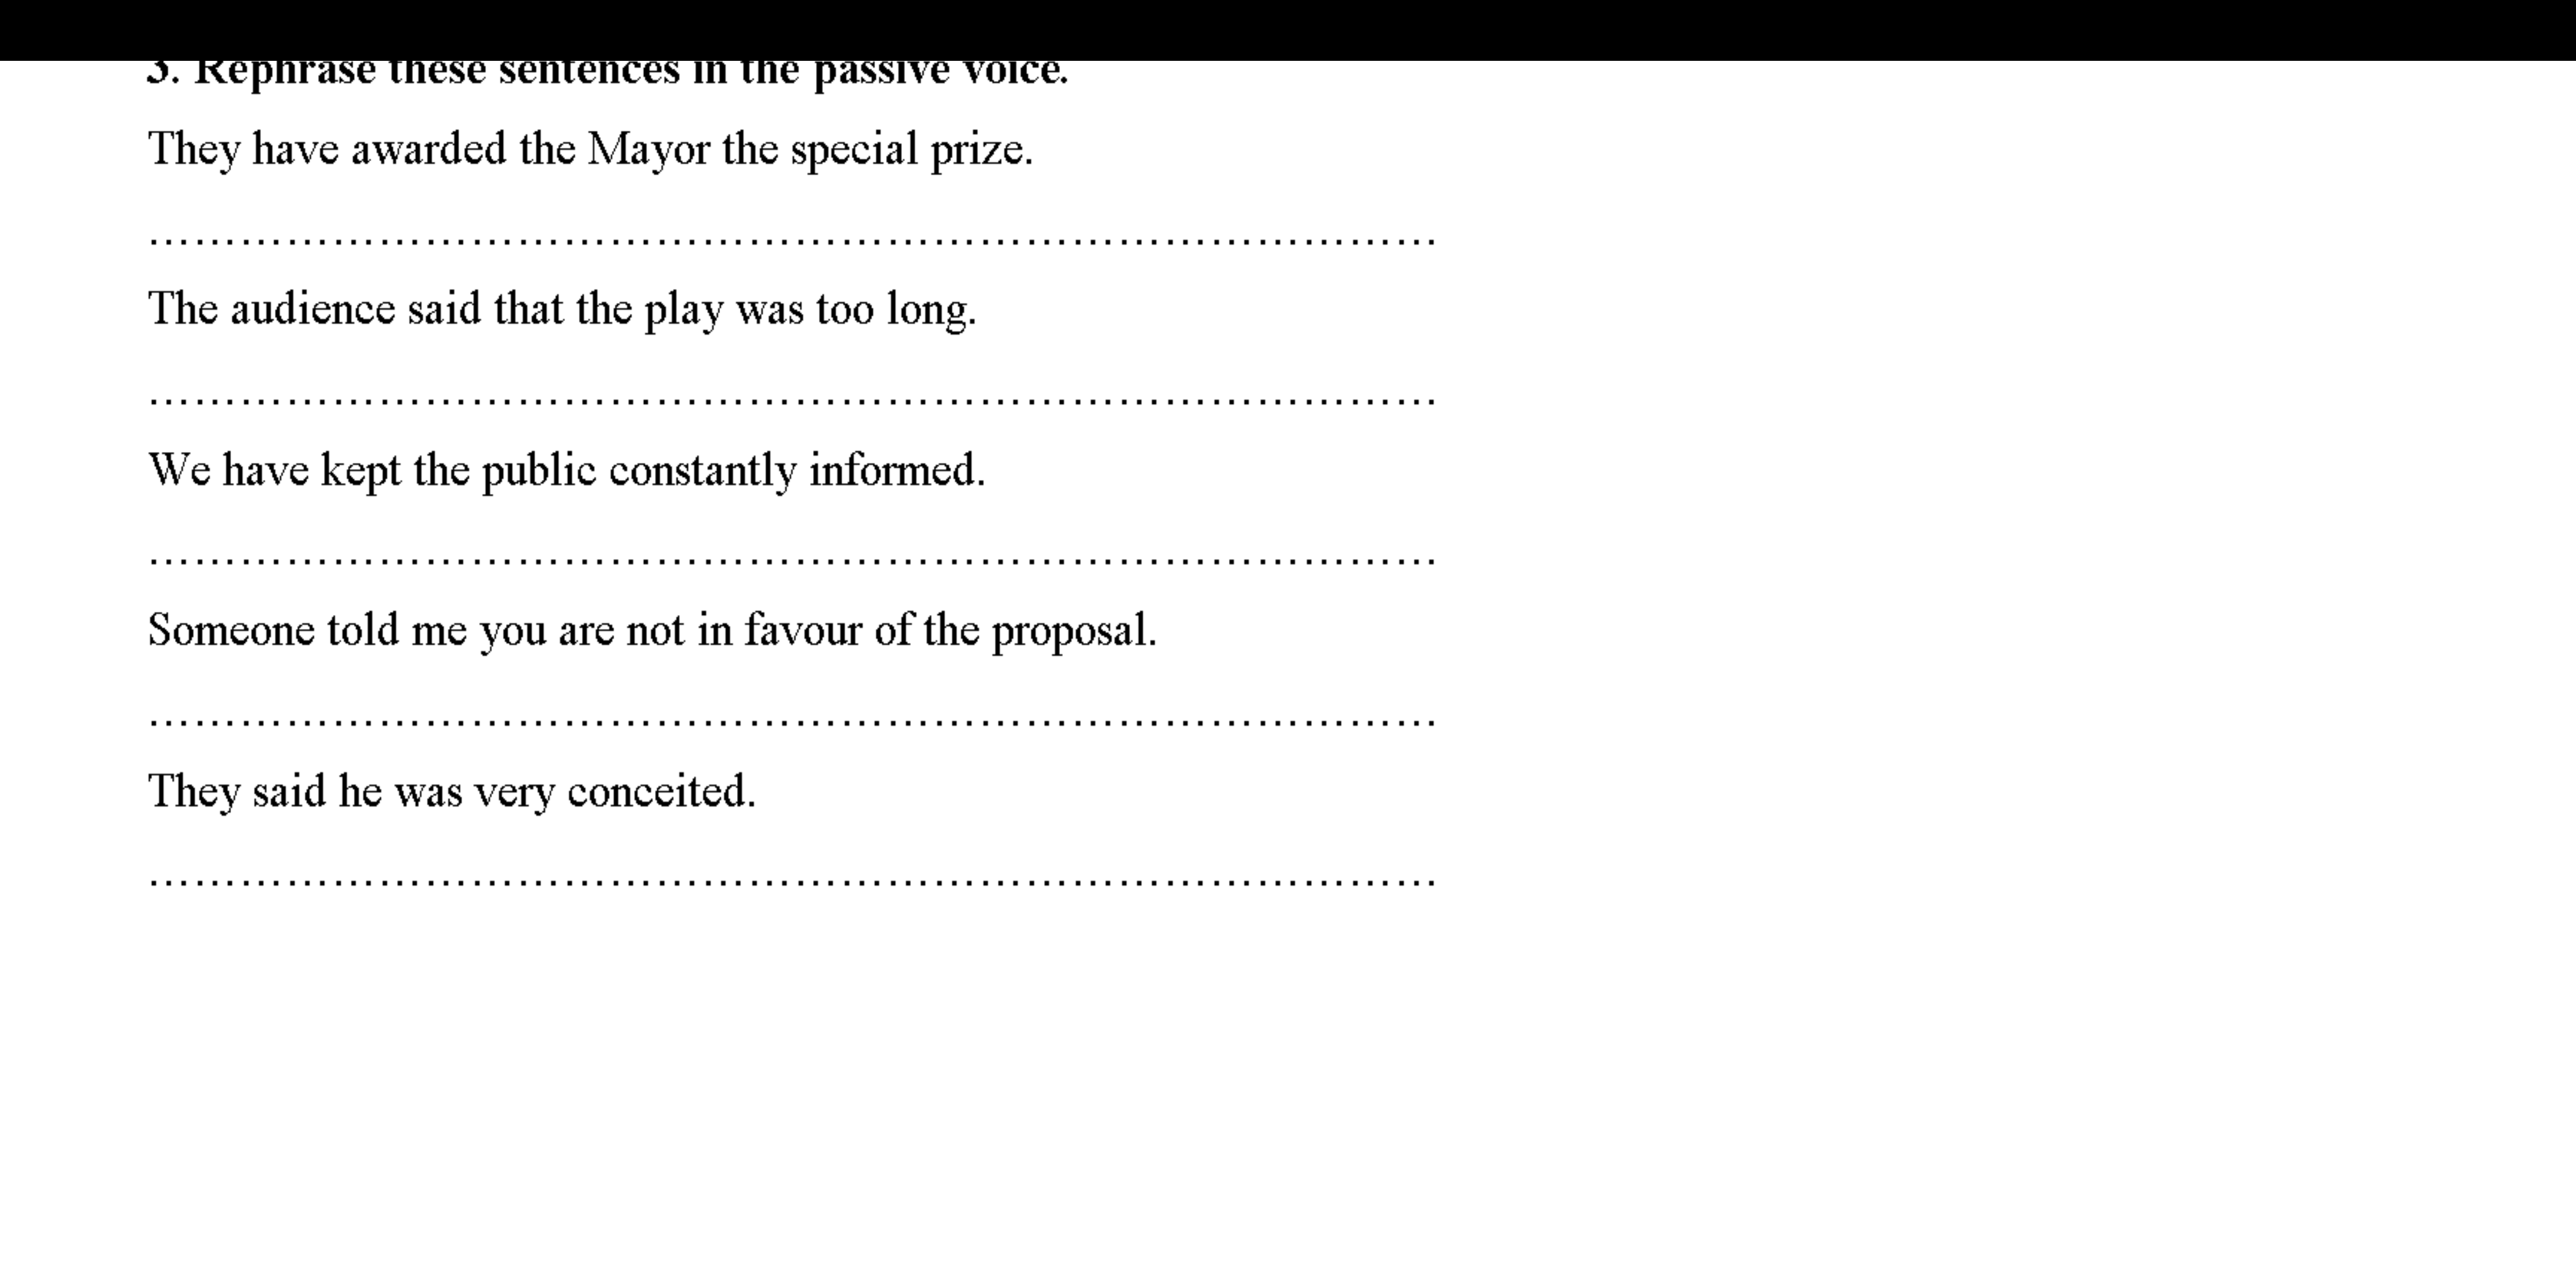 3. Rephrase these sentences in the passive voice.
They have awarded the Mayor the special prize.
....................................................................................
The audience said that the play was too long.
....................................................................................
We have kept the public constantly informed.
....................................................................................
Someone told me you are not in favour of the proposal.
....................................................................................
They said he was very conceited.
....................................................................................